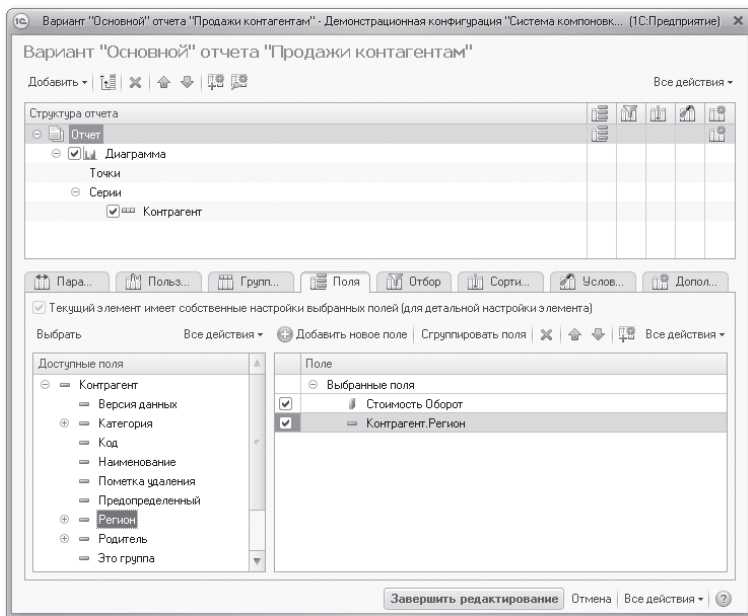 1С Вариант "Основной" отчета "Продажи контагентам" - Демонстрационная конфигурация "Система компоновк... (1С:Предприятие)
Вариант "Основной" отчета "Продажи контагентам"
Добавить Все действия
Структура отчета
Отчет
Диаграмма
Точки
Серии
Контрагент
Пара... Польз... Групп... Поля Отбор Сорти... Услов... Допол...
Текущий элемент имеет собственные настройки выбранных полей (для детальной настройки элемента)
Выбрать Все действия Добавить новое поле Сгруппировать поля Все действия
Доступные поля Поле
Контрагент Выбранные поля
Версия данных Стоимость Оборот
Категория Контрагент.Регион
Код
Наименование
Пометка удаления
Предопределенный
Регион
Родитель
Это группа
Завершить редактирование Отмена Все действия ?